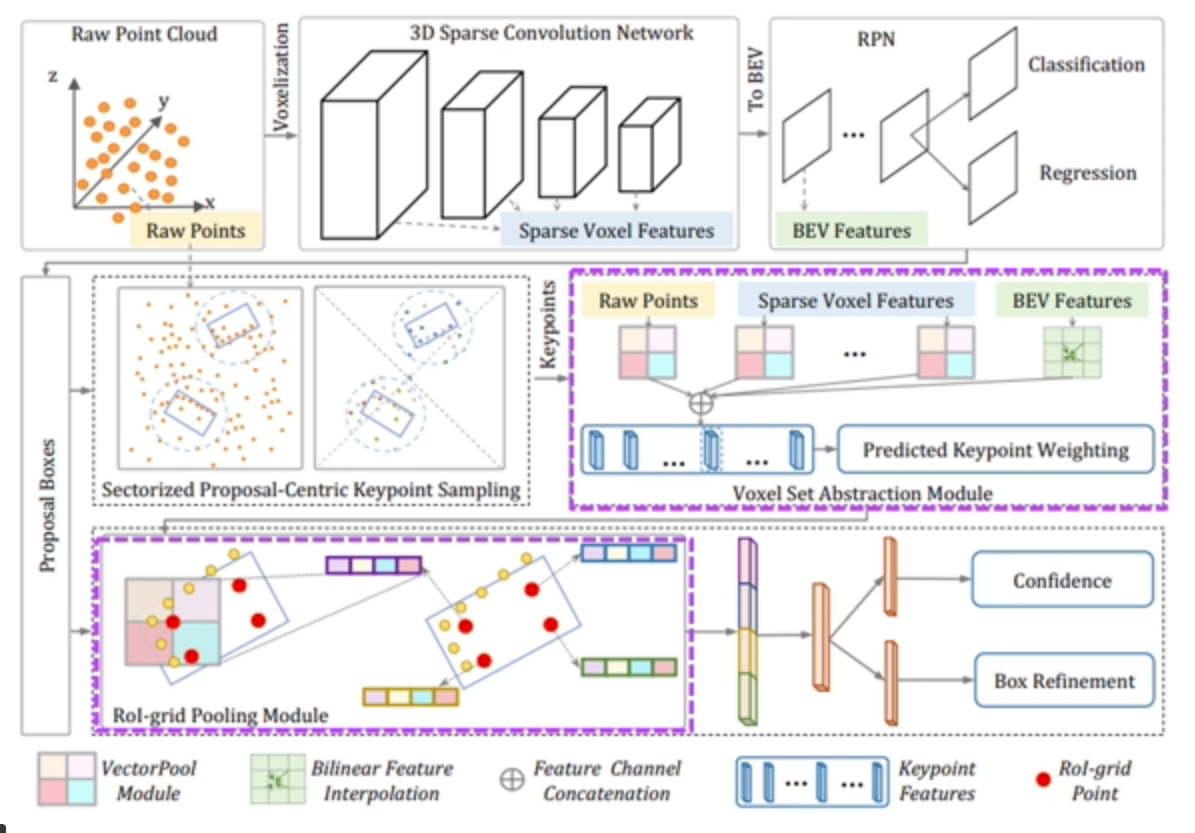 Raw Point Cloud
z
y
x
Raw Points
Voxelization
3D Sparse Convolution Network
Sparse Voxel Features
To BEV
RPN
Classification
...
Regression
BEV Features
Proposal Boxes
Sectorized Proposal-Centric Keypoint Sampling
Keypoints
Raw Points
Sparse Voxel Features
BEV Features
...
... ...
Predicted Keypoint Weighting
Voxel Set Abstraction Module
RoI-grid Pooling Module
Confidence
Box Refinement
VectorPool
Module
Bilinear Feature
Interpolation
Feature Channel
Concatenation
... ...
Keypoint
Features
RoI-grid
Point